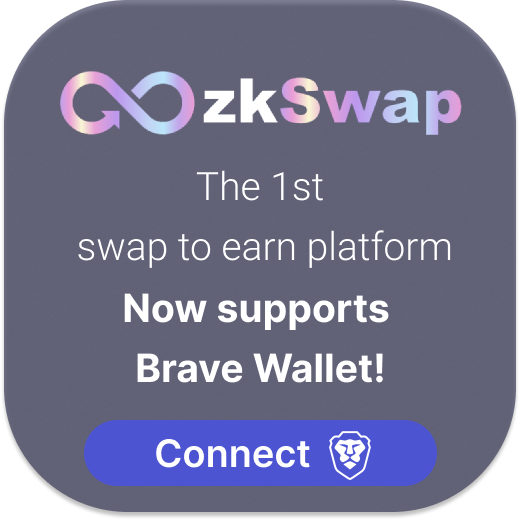 zkSwap
The 1st
swap to earn platform
Now supports
Brave Wallet!
Connect